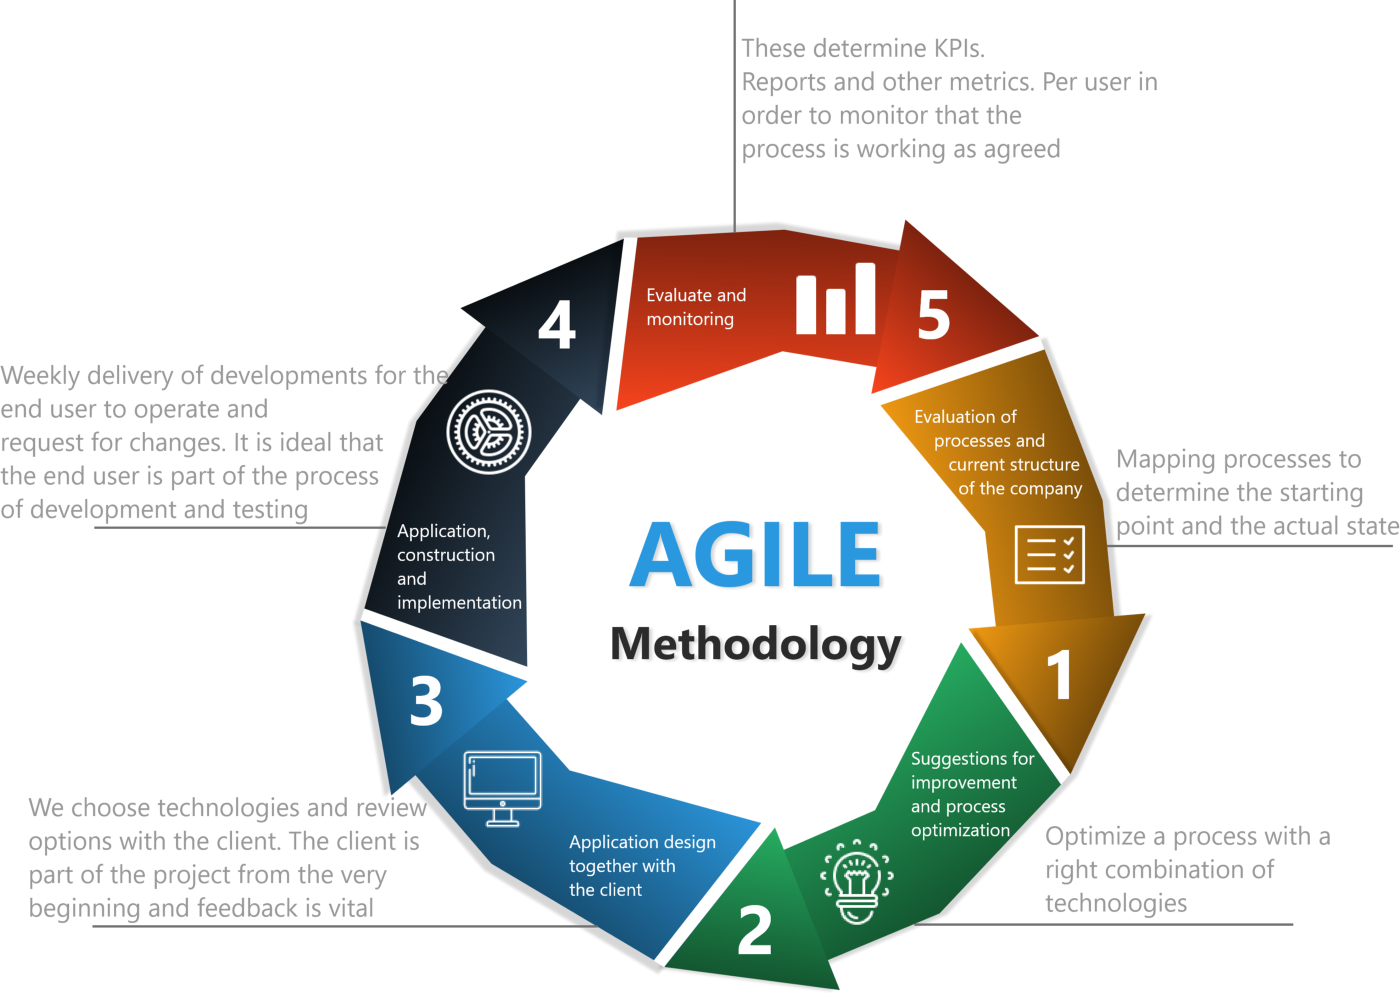 These determine KPIs.
Reports and other metrics. Per user in
order to monitor that the
process is working as agreed
Evaluate and
monitoring
5
4
Weekly delivery of developments for the
end user to operate and
request for changes. It is ideal that
the end user is part of the process
of development and testing
Application,
construction
and
implementation
Evaluation of
processes and
current structure
of the company
Mapping processes to
determine the starting
point and the actual state
AGILE
Methodology
1
3
Suggestions for
improvement
and process
optimization
Optimize a process with a
right combination of
technologies
We choose technologies and review
options with the client. The client is
part of the project from the very
beginning and feedback is vital
Application design
together with
the client
2